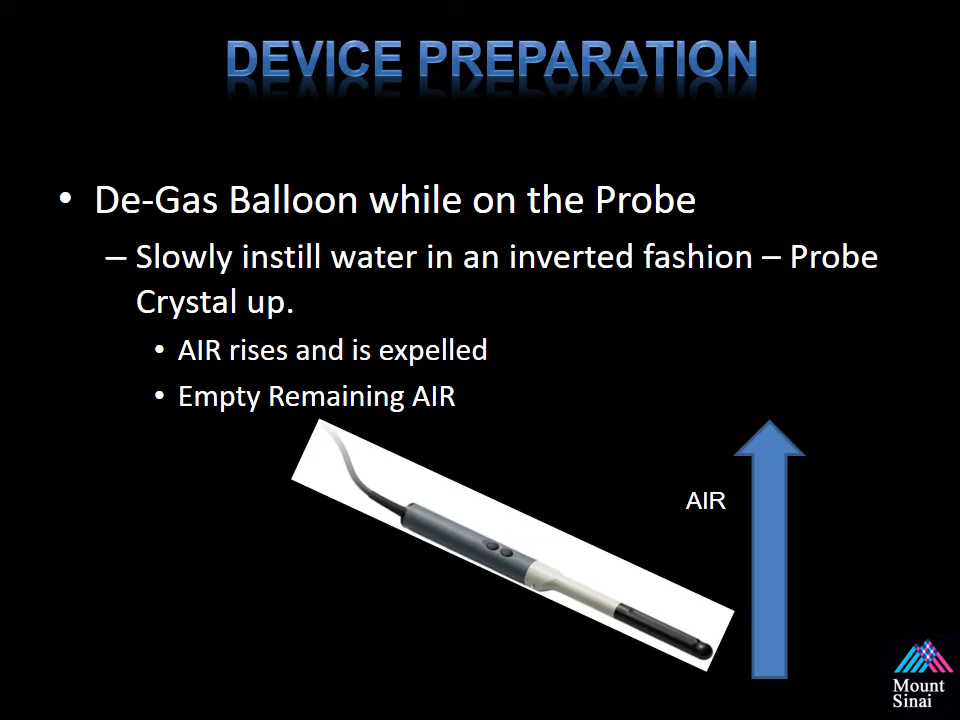 DEVICE PREPARATION
• De-Gas Balloon while on the Probe
– Slowly instill water in an inverted fashion – Probe
Crystal up.
• AIR rises and is expelled
• Empty Remaining AIR
AIR
Mount
Sinai